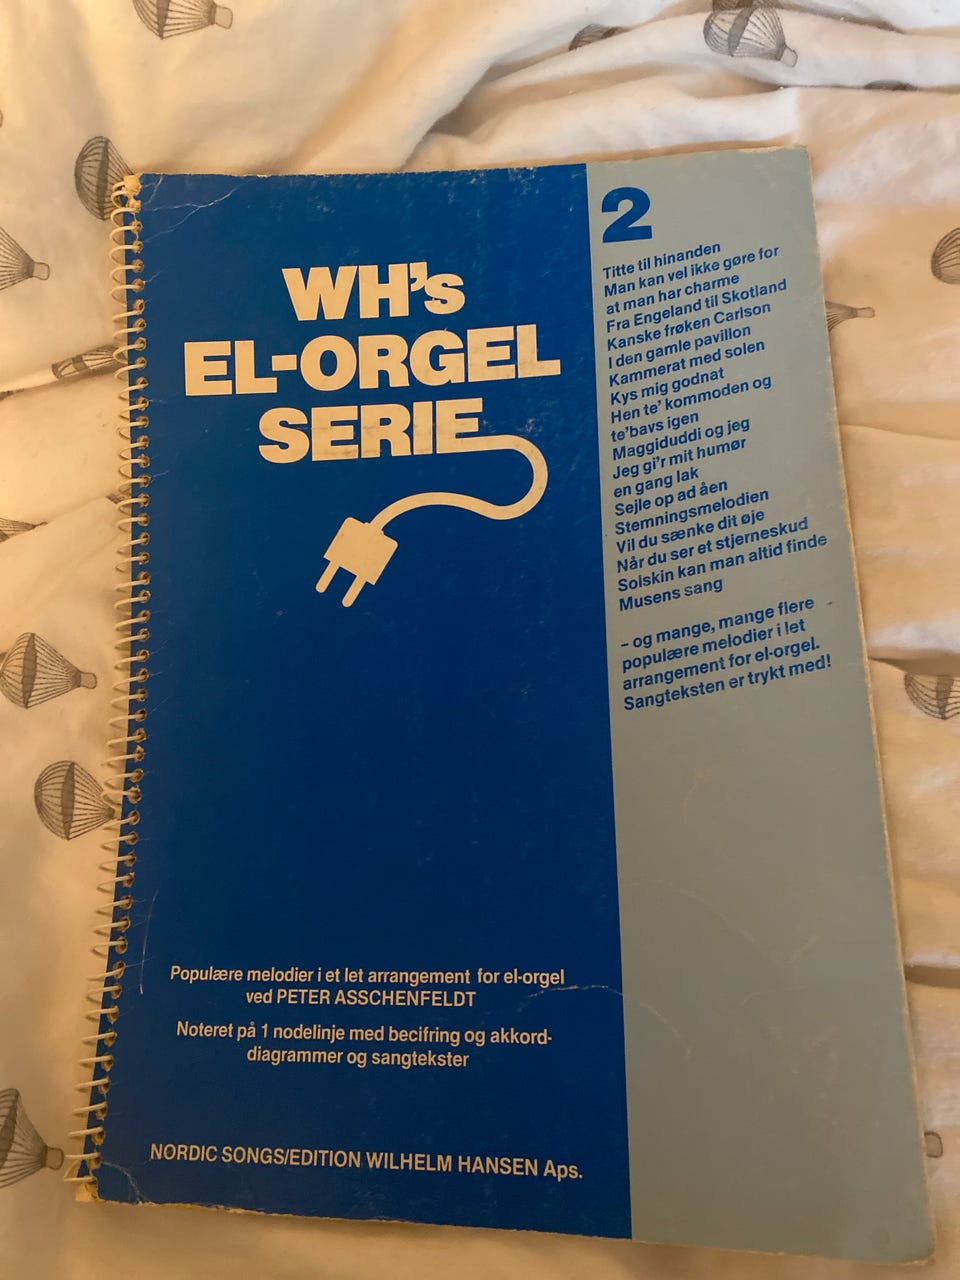 WH's
EL-ORGEL
SERIE
2
Titte til hinanden
Man kan vel ikke gøre for
at man har charme
Fra Engeland til Skotland
Kanske frøken Carlson
I den gamle pavillon
Kammerat med solen
Kys mig godnat
Hen te' kommoden og
te'bavs igen
Maggiduddi og jeg
Jeg gi'r mit humør
en gang lak
Sejle op ad åen
Stemningsmelodien
Vil du sænke dit øje
Når du ser et stjerneskud
Solskin kan man altid finde
Musens sang
– og mange, mange flere
populære melodier i let
arrangement for el-orgel.
Sangteksten er trykt med!
Populære melodier i et let arrangement for el-orgel
ved PETER ASSCHENFELDT
Noteret på 1 nodelinje med becifring og akkord-
diagrammer og sangtekster
NORDIC SONGS/EDITION WILHELM HANSEN Aps.